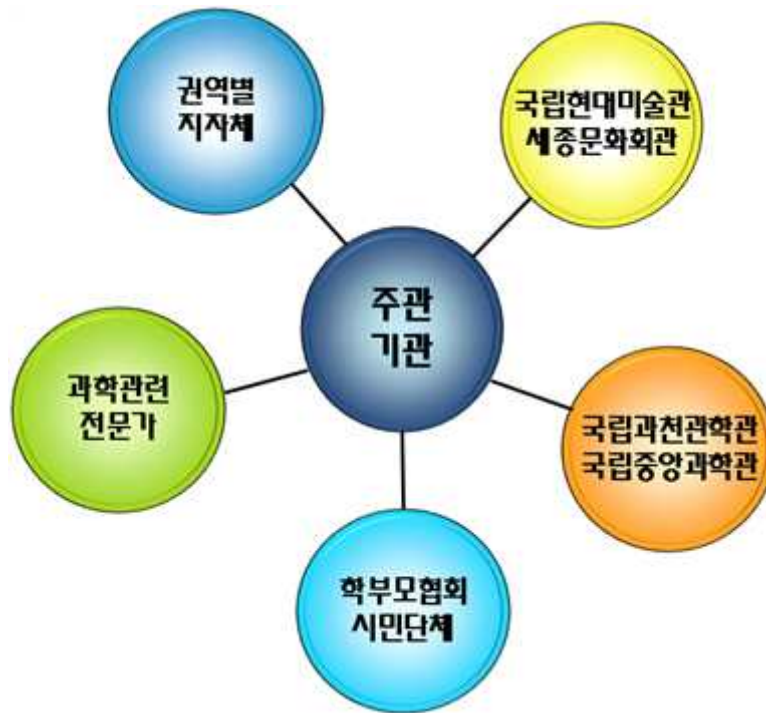 권역별
지자체
국립현대미술관
세종문화회관
주관
기관
과학관련
전문가
국립과천관학관
국립중앙과학관
학부모협회
시민단체